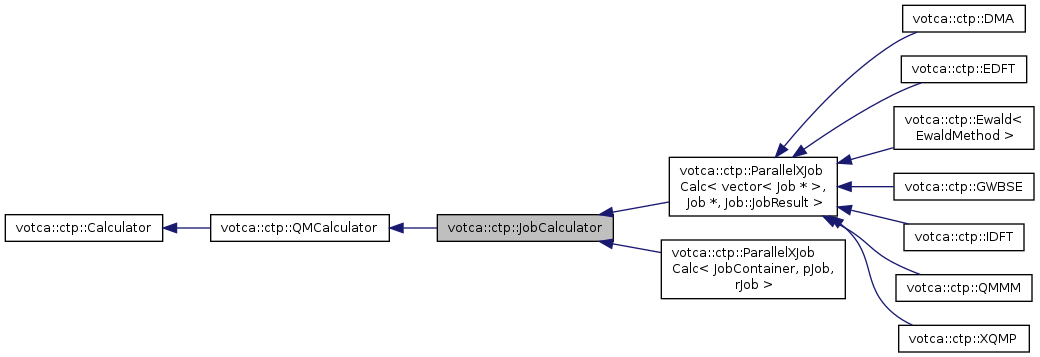 votca::ctp::Calculator
votca::ctp::QMCalculator
votca::ctp::JobCalculator
votca::ctp::ParallelXJob
Calc< vector< Job * >,
Job *, Job::JobResult >
votca::ctp::ParallelXJob
Calc< JobContainer, pJob,
rJob >
votca::ctp::DMA
votca::ctp::EDFT
votca::ctp::Ewald<
EwaldMethod >
votca::ctp::GWBSE
votca::ctp::IDFT
votca::ctp::QMMM
votca::ctp::XQMP